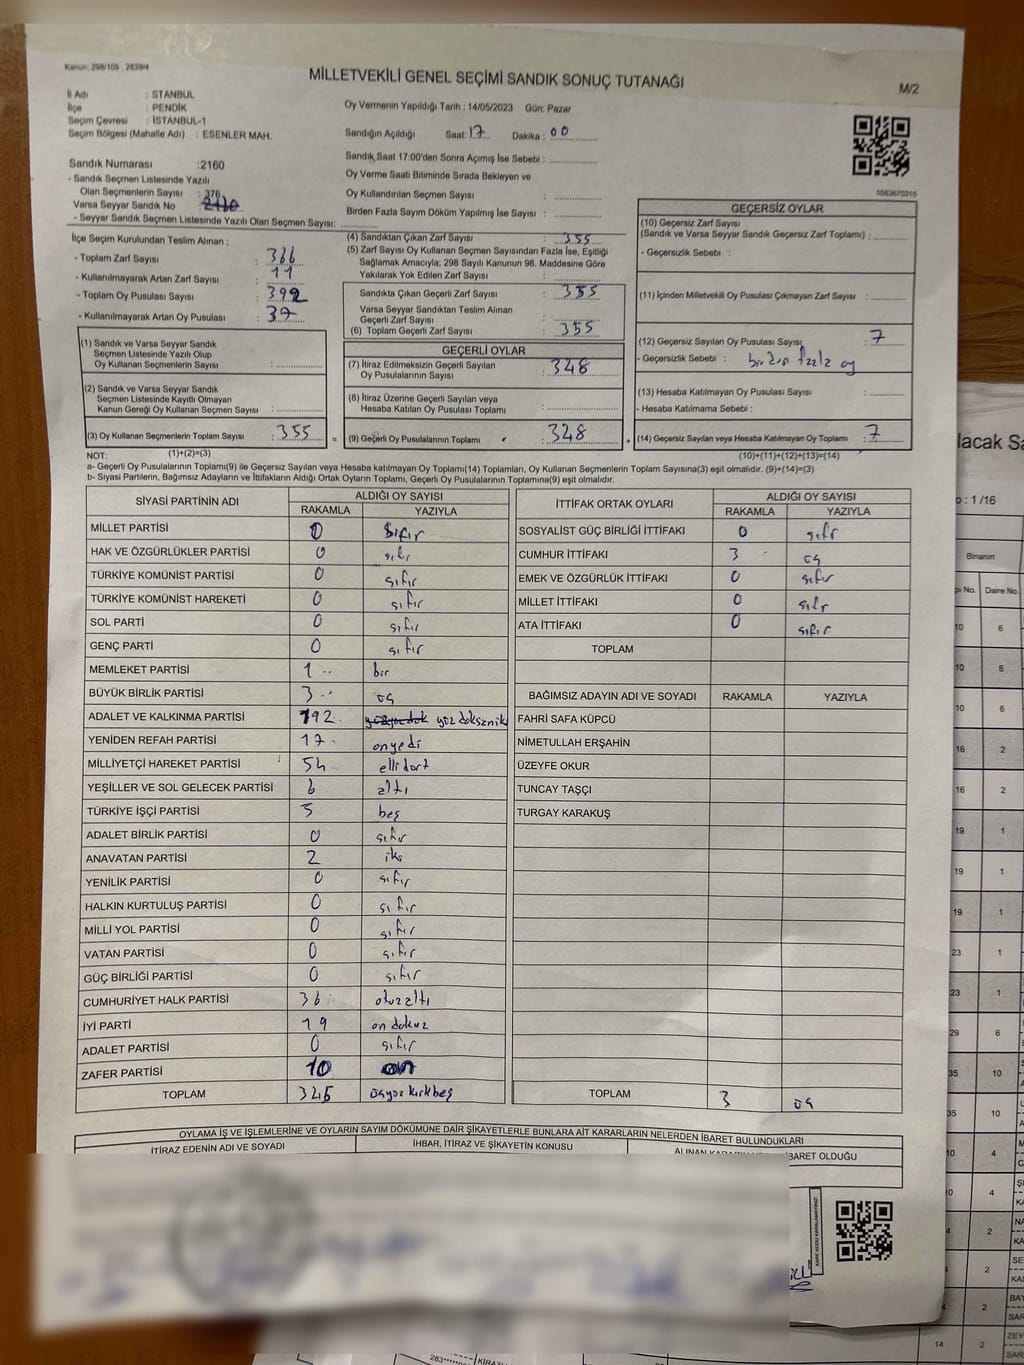 Kanun; 298/105 , 2839/4
MİLLETVEKİLİ GENEL SEÇİMİ SANDIK SONUÇ TUTANAĞI
M/2
İl Adı : STANBUL
İlçe : PENDİK
Seçim Çevresi : İSTANBUL-1
Seçim Bölgesi (Mahalle Adı) : ESENLER MAH.
Oy Vermenin Yapıldığı Tarih : 14/05/2023 Gün: Pazar
Sandığın Açıldığı Saat: 17 Dakika : 00
Sandık Saat 17:00'den Sonra Açımış İse Sebebi :
Oy Verme Saati Bitiminde Sırada Bekleyen ve
Oy Kullandırılan Seçmen Sayısı :
Birden Fazla Sayım Döküm Yapılmış İse Sayısı :
Sandık Numarası :2160
- Sandık Seçmen Listesinde Yazılı
Olan Seçmenlerin Sayısı : 376
Varsa Seyyar Sandık No
- Seyyar Sandık Seçmen Listesinde Yazılı Olan Seçmen Sayısı:
İlçe Seçim Kurulundan Teslim Alınan ;
- Toplam Zarf Sayısı : 366
- Kullanılmayarak Artan Zarf Sayısı : 11
- Toplam Oy Pusulası Sayısı : 392
- Kullanılmayarak Artan Oy Pusulası : 37
(1) Sandık ve Varsa Seyyar Sandık
Seçmen Listesinde Yazılı Olup
Oy Kullanan Seçmenlerin Sayısı :
(2) Sandık ve Varsa Seyyar Sandık
Seçmen Listesinde Kayıtlı Olmayan
Kanun Gereği Oy Kullanan Seçmen Sayısı :
(3) Oy Kullanan Seçmenlerin Toplam Sayısı : 355
(4) Sandıktan Çıkan Zarf Sayısı : 355
(5) Zarf Sayısı Oy Kullanan Seçmen Sayısından Fazla İse, Eşitliği
Sağlamak Amacıyla; 298 Sayılı Kanunun 98. Maddesine Göre
Yakılarak Yok Edilen Zarf Sayısı :
Sandıkta Çıkan Geçerli Zarf Sayısı : 355
Varsa Seyyar Sandıktan Teslim Alınan
Geçerli Zarf Sayısı :
(6) Toplam Geçerli Zarf Sayısı : 355
GEÇERLİ OYLAR
(7) İtiraz Edilmeksizin Geçerli Sayılan
Oy Pusulalarının Sayısı : 348
(8) İtiraz Üzerine Geçerli Sayılan veya
Hesaba Katılan Oy Pusulası Toplamı :
= (9) Geçerli Oy Pusulalarının Toplamı 348
1083670315
GEÇERSİZ OYLAR
(10) Geçersiz Zarf Sayısı
(Sandık ve Varsa Seyyar Sandık Geçersiz Zarf Toplamı) :
- Geçersizlik Sebebi :
(11) İçinden Milletvekili Oy Pusulası Çıkmayan Zarf Sayısı :
(12) Geçersiz Sayılan Oy Pusulası Sayısı : 7
- Geçersizlik Sebebi : birden fazla oy
(13) Hesaba Katılmayan Oy Pusulası Sayısı :
- Hesaba Katılmama Sebebi :
+ (14) Geçersiz Sayılan veya Hesaba Katılmayan Oy Toplamı : 7
NOT: (1)+(2)=(3) (10)+(11)+(12)+(13)=(14)
a- Geçerli Oy Pusulalarının Toplamı(9) ile Geçersiz Sayılan veya Hesaba katılmayan Oy Toplamı(14) Toplamları, Oy Kullanan Seçmenlerin Toplam Sayısına(3) eşit olmalıdır. (9)+(14)=(3)
b- Siyasi Partilerin, Bağımsız Adayların ve İttifakların Aldığı Ortak Oyların Toplamı, Geçerli Oy Pusulalarının Toplamına(9) eşit olmalıdır.
SİYASİ PARTİNİN ADI ALDIĞI OY SAYISI
RAKAMLA YAZIYLA
MİLLET PARTİSİ 0 sıfır
HAK VE ÖZGÜRLÜKLER PARTİSİ 0 sıfır
TÜRKİYE KOMÜNİST PARTİSİ 0 sıfır
TÜRKİYE KOMÜNİST HAREKETİ 0 sıfır
SOL PARTİ 0 sıfır
GENÇ PARTİ 0 sıfır
MEMLEKET PARTİSİ 1 bir
BÜYÜK BİRLİK PARTİSİ 3 üç
ADALET VE KALKINMA PARTİSİ 192 yüz doksaniki
YENİDEN REFAH PARTİSİ 17 onyedi
MİLLİYETÇİ HAREKET PARTİSİ 54 ellidört
YEŞİLLER VE SOL GELECEK PARTİSİ 6 altı
TÜRKİYE İŞÇİ PARTİSİ 5 beş
ADALET BİRLİK PARTİSİ 0 sıfır
ANAVATAN PARTİSİ 2 iki
YENİLİK PARTİSİ 0 sıfır
HALKIN KURTULUŞ PARTİSİ 0 sıfır
MİLLİ YOL PARTİSİ 0 sıfır
VATAN PARTİSİ 0 sıfır
GÜÇ BİRLİĞİ PARTİSİ 0 sıfır
CUMHURİYET HALK PARTİSİ 36 otuzaltı
İYİ PARTİ 19 on dokuz
ADALET PARTİSİ 0 sıfır
ZAFER PARTİSİ 10 on
TOPLAM 345 üçyüz kırkbeş
İTTİFAK ORTAK OYLARI ALDIĞI OY SAYISI
RAKAMLA YAZIYLA
SOSYALİST GÜÇ BİRLİĞİ İTTİFAKI 0 sıfır
CUMHUR İTTİFAKI 3 üç
EMEK VE ÖZGÜRLÜK İTTİFAKI 0 sıfır
MİLLET İTTİFAKI 0 sıfır
ATA İTTİFAKI 0 sıfır
TOPLAM
BAĞIMSIZ ADAYIN ADI VE SOYADI RAKAMLA YAZIYLA
FAHRİ SAFA KÜPCÜ
NİMETULLAH ERŞAHİN
ÜZEYFE OKUR
TUNCAY TAŞÇI
TURGAY KARAKUŞ
TOPLAM 3 üç
OYLAMA İŞ VE İŞLEMLERİNE VE OYLARIN SAYIM DÖKÜMÜNE DAİR ŞİKAYETLERLE BUNLARA AİT KARARLARIN NELERDEN İBARET BULUNDUKLARI
İTİRAZ EDENİN ADI VE SOYADI İHBAR, İTİRAZ VE ŞİKAYETİN KONUSU İBARET OLDUĞU
KARE KODU KARALAMAYINIZ!
lacak Sa
: 1 /16
Binanın
No. Daire No.
10 6
10 6
10 6
16 2
16 2
19 1
19 1
19 1
23 1
23 1
29 6
35 10
35 10
10 4
4
2
2
2
14 2